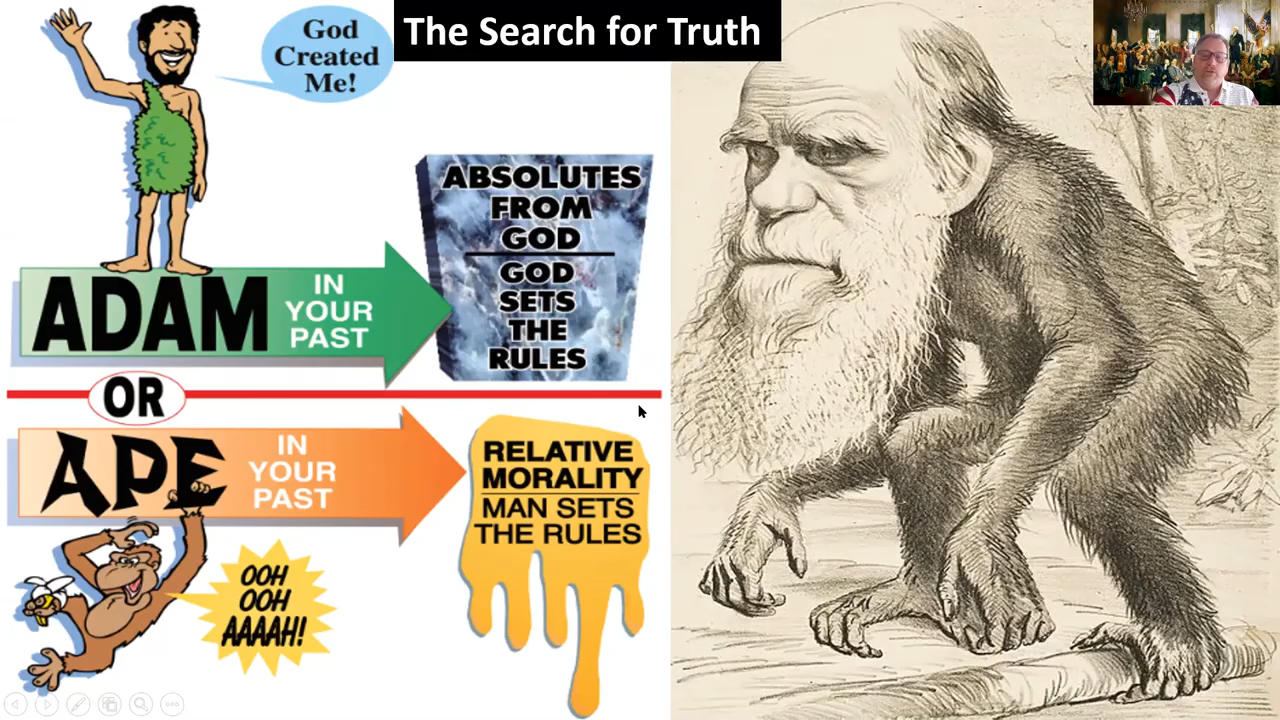 The Search for Truth
God
Created
Me!
ADAM
IN
YOUR
PAST
ABSOLUTES
FROM
GOD
GOD
SETS
THE
RULES
OR
APE
IN
YOUR
PAST
RELATIVE
MORALITY
MAN SETS
THE RULES
OOH
OOH
AAAAH!